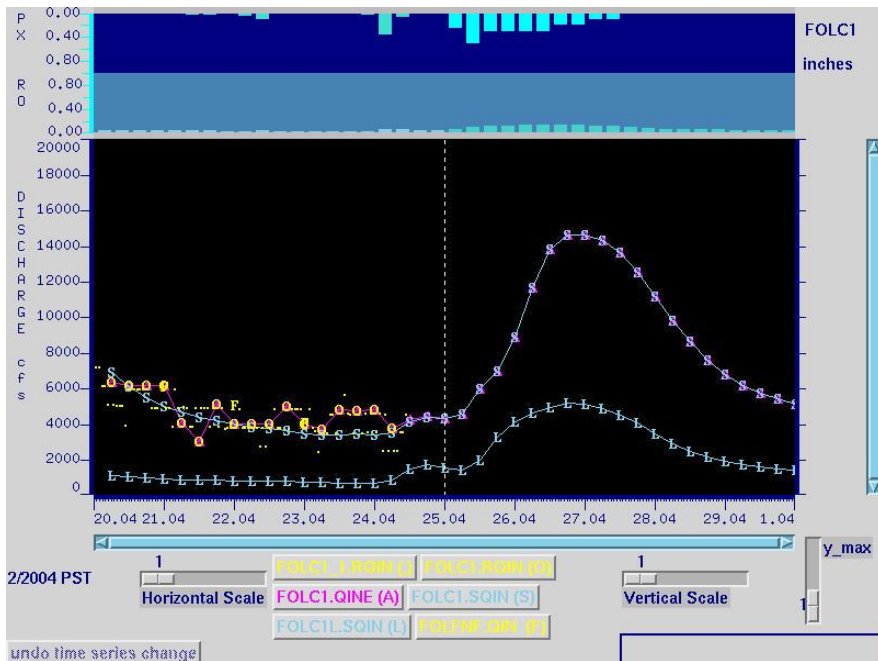 P X
0.00
0.40
0.80
R O
0.80
0.40
0.00
FOLC1
inches
DISCHARGE cfs
20000
18000
16000
14000
12000
10000
8000
6000
4000
2000
0
20.04 21.04 22.04 23.04 24.04 25.04 26.04 27.04 28.04 29.04 1.04
2/2004 PST
1
Horizontal Scale
FOLC1.RQIN (O)
FOLC1.QINE (A)
FOLC1.SQIN (S)
FOLC1L.SQIN (L)
FOLFNF.QIN (F)
1
Vertical Scale
y_max
1
undo time series change